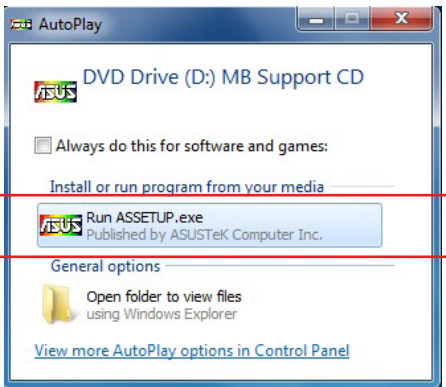 AutoPlay
ASUS
DVD Drive (D:) MB Support CD
Always do this for software and games:
Install or run program from your media
ASUS
Run ASSETUP.exe
Published by ASUSTeK Computer Inc.
General options
Open folder to view files
using Windows Explorer
View more AutoPlay options in Control Panel